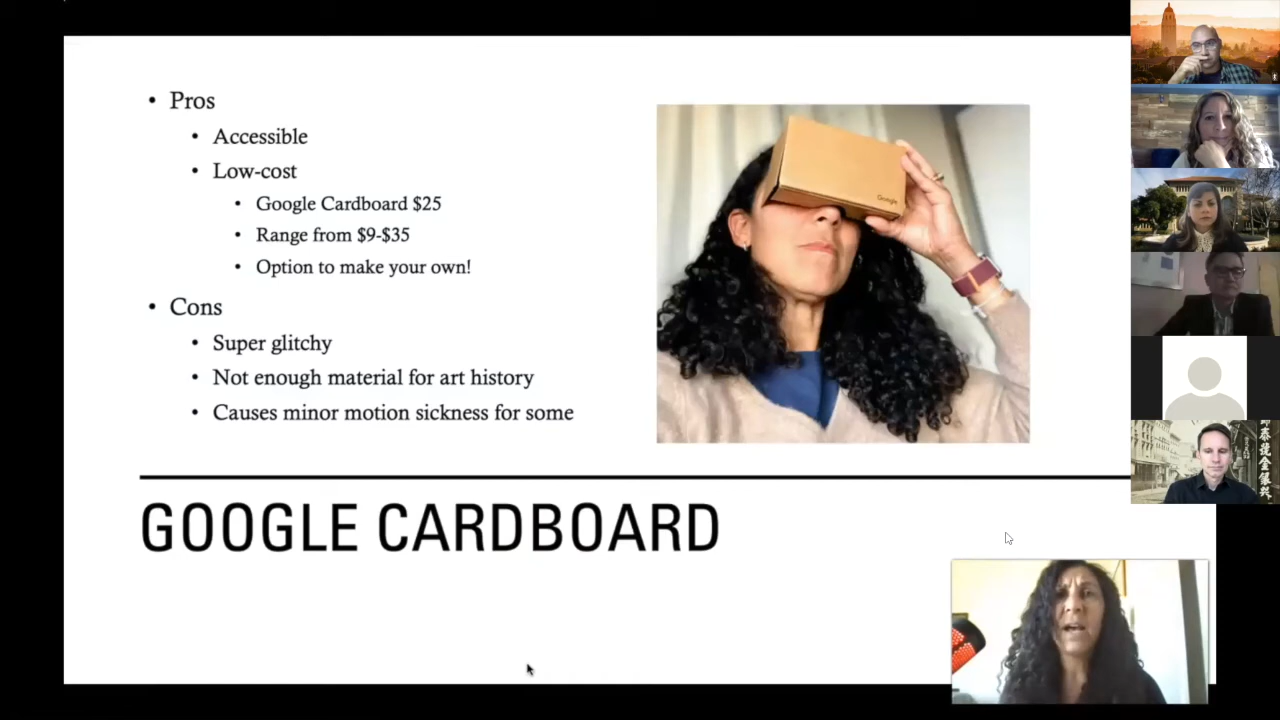 Pros
Accessible
Low-cost
Google Cardboard $25
Range from $9-$35
Option to make your own!
Cons
Super glitchy
Not enough material for art history
Causes minor motion sickness for some
Google
GOOGLE CARDBOARD